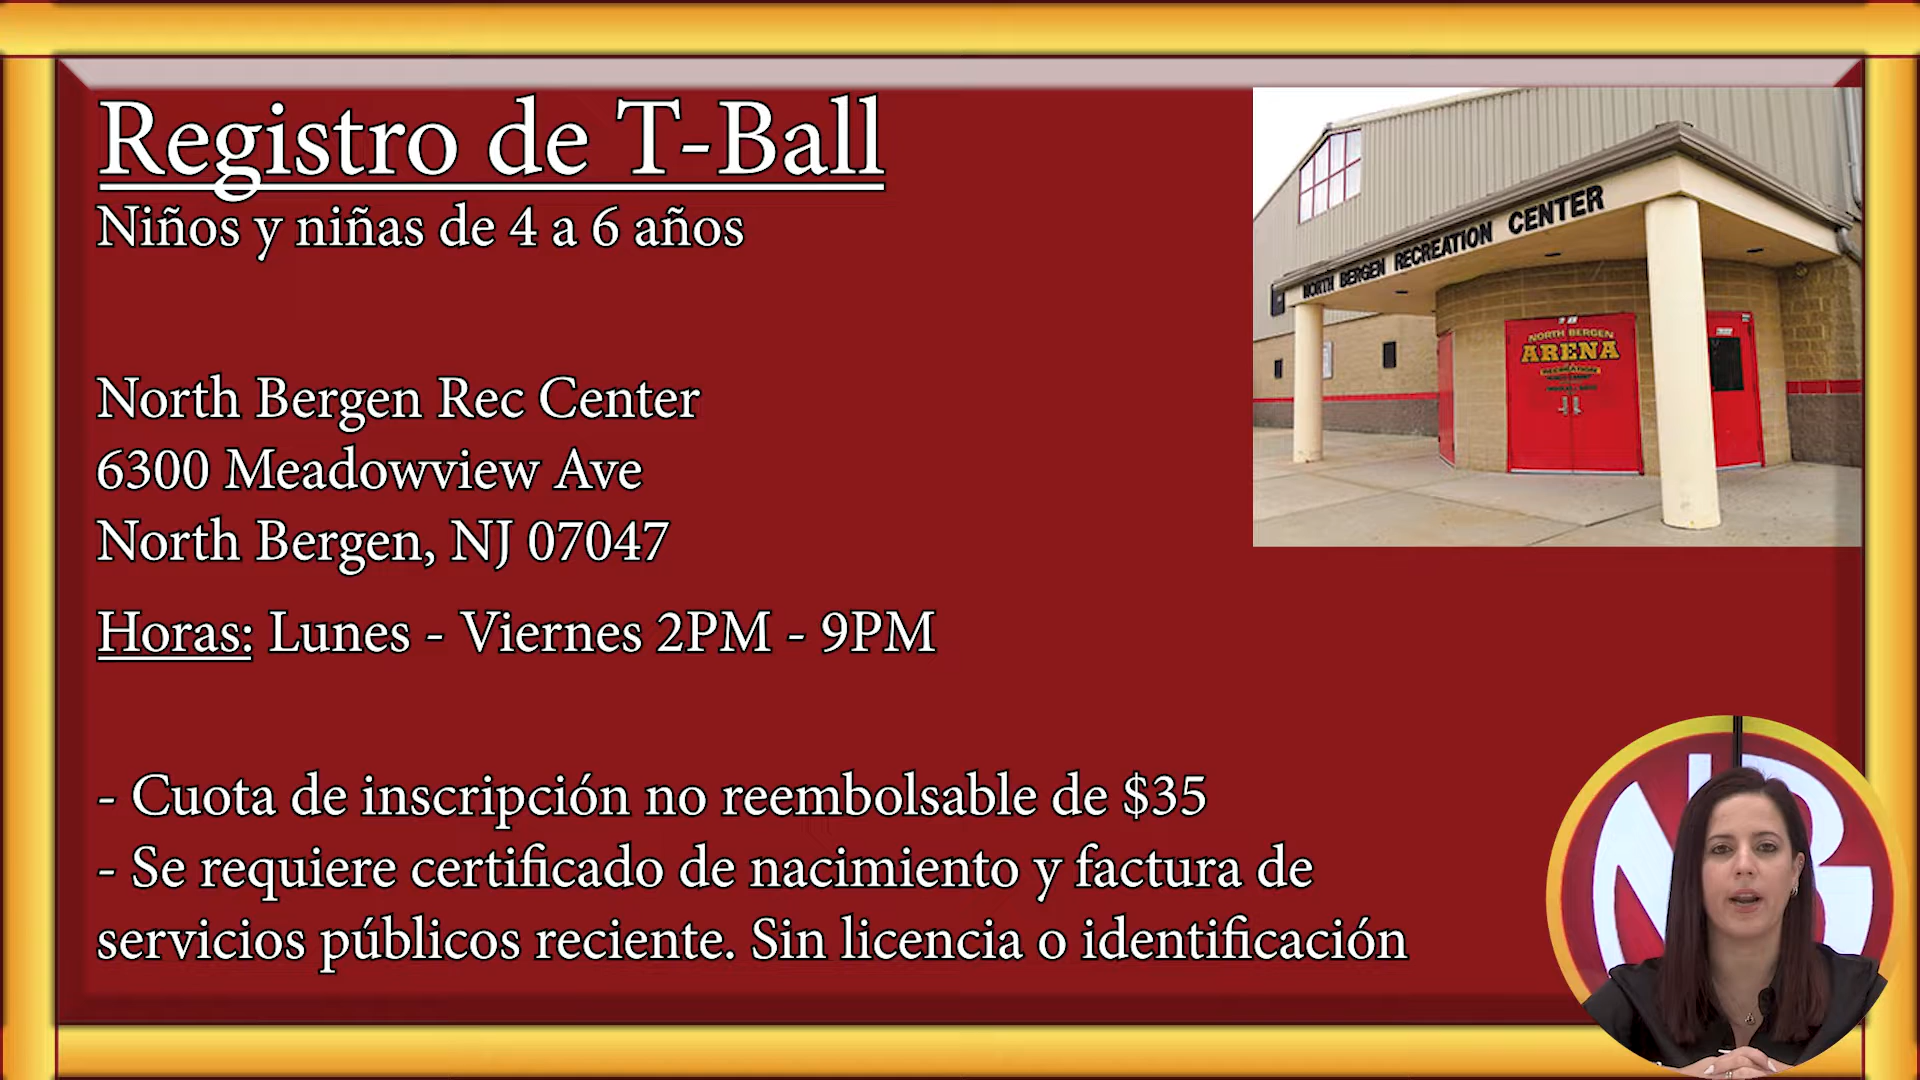 Registro de T-Ball
Niños y niñas de 4 a 6 años
North Bergen Rec Center
6300 Meadowview Ave
North Bergen, NJ 07047
Horas: Lunes - Viernes 2PM - 9PM
- Cuota de inscripción no reembolsable de $35
- Se requiere certificado de nacimiento y factura de
servicios públicos reciente. Sin licencia o identificación
NORTH BERGEN RECREATION CENTER
NORTH BERGEN
ARENA